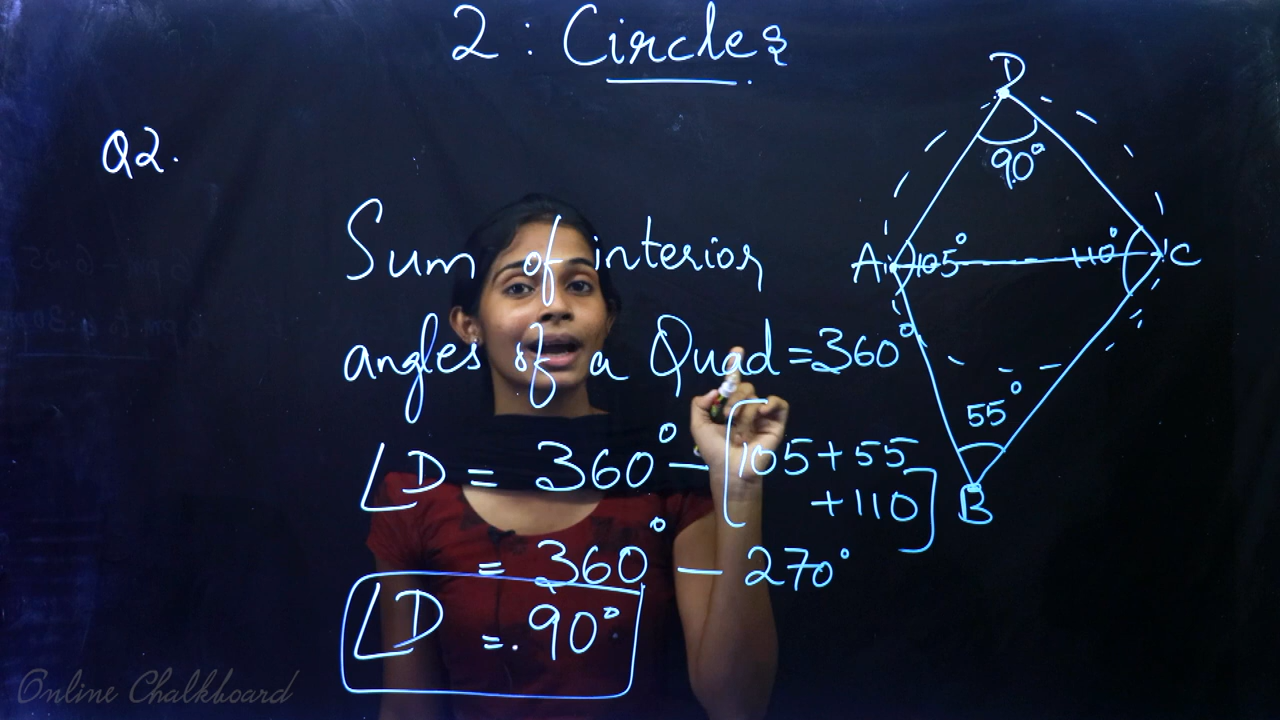 2 : Circles
Q2.
Sum of interior
angles of a Quad = 360°
∠D = 360° - [105 + 55
+ 110]
= 360° - 270°
∠D = 90°
D
90°
A 105° 110° C
55°
B
Online Chalkboard